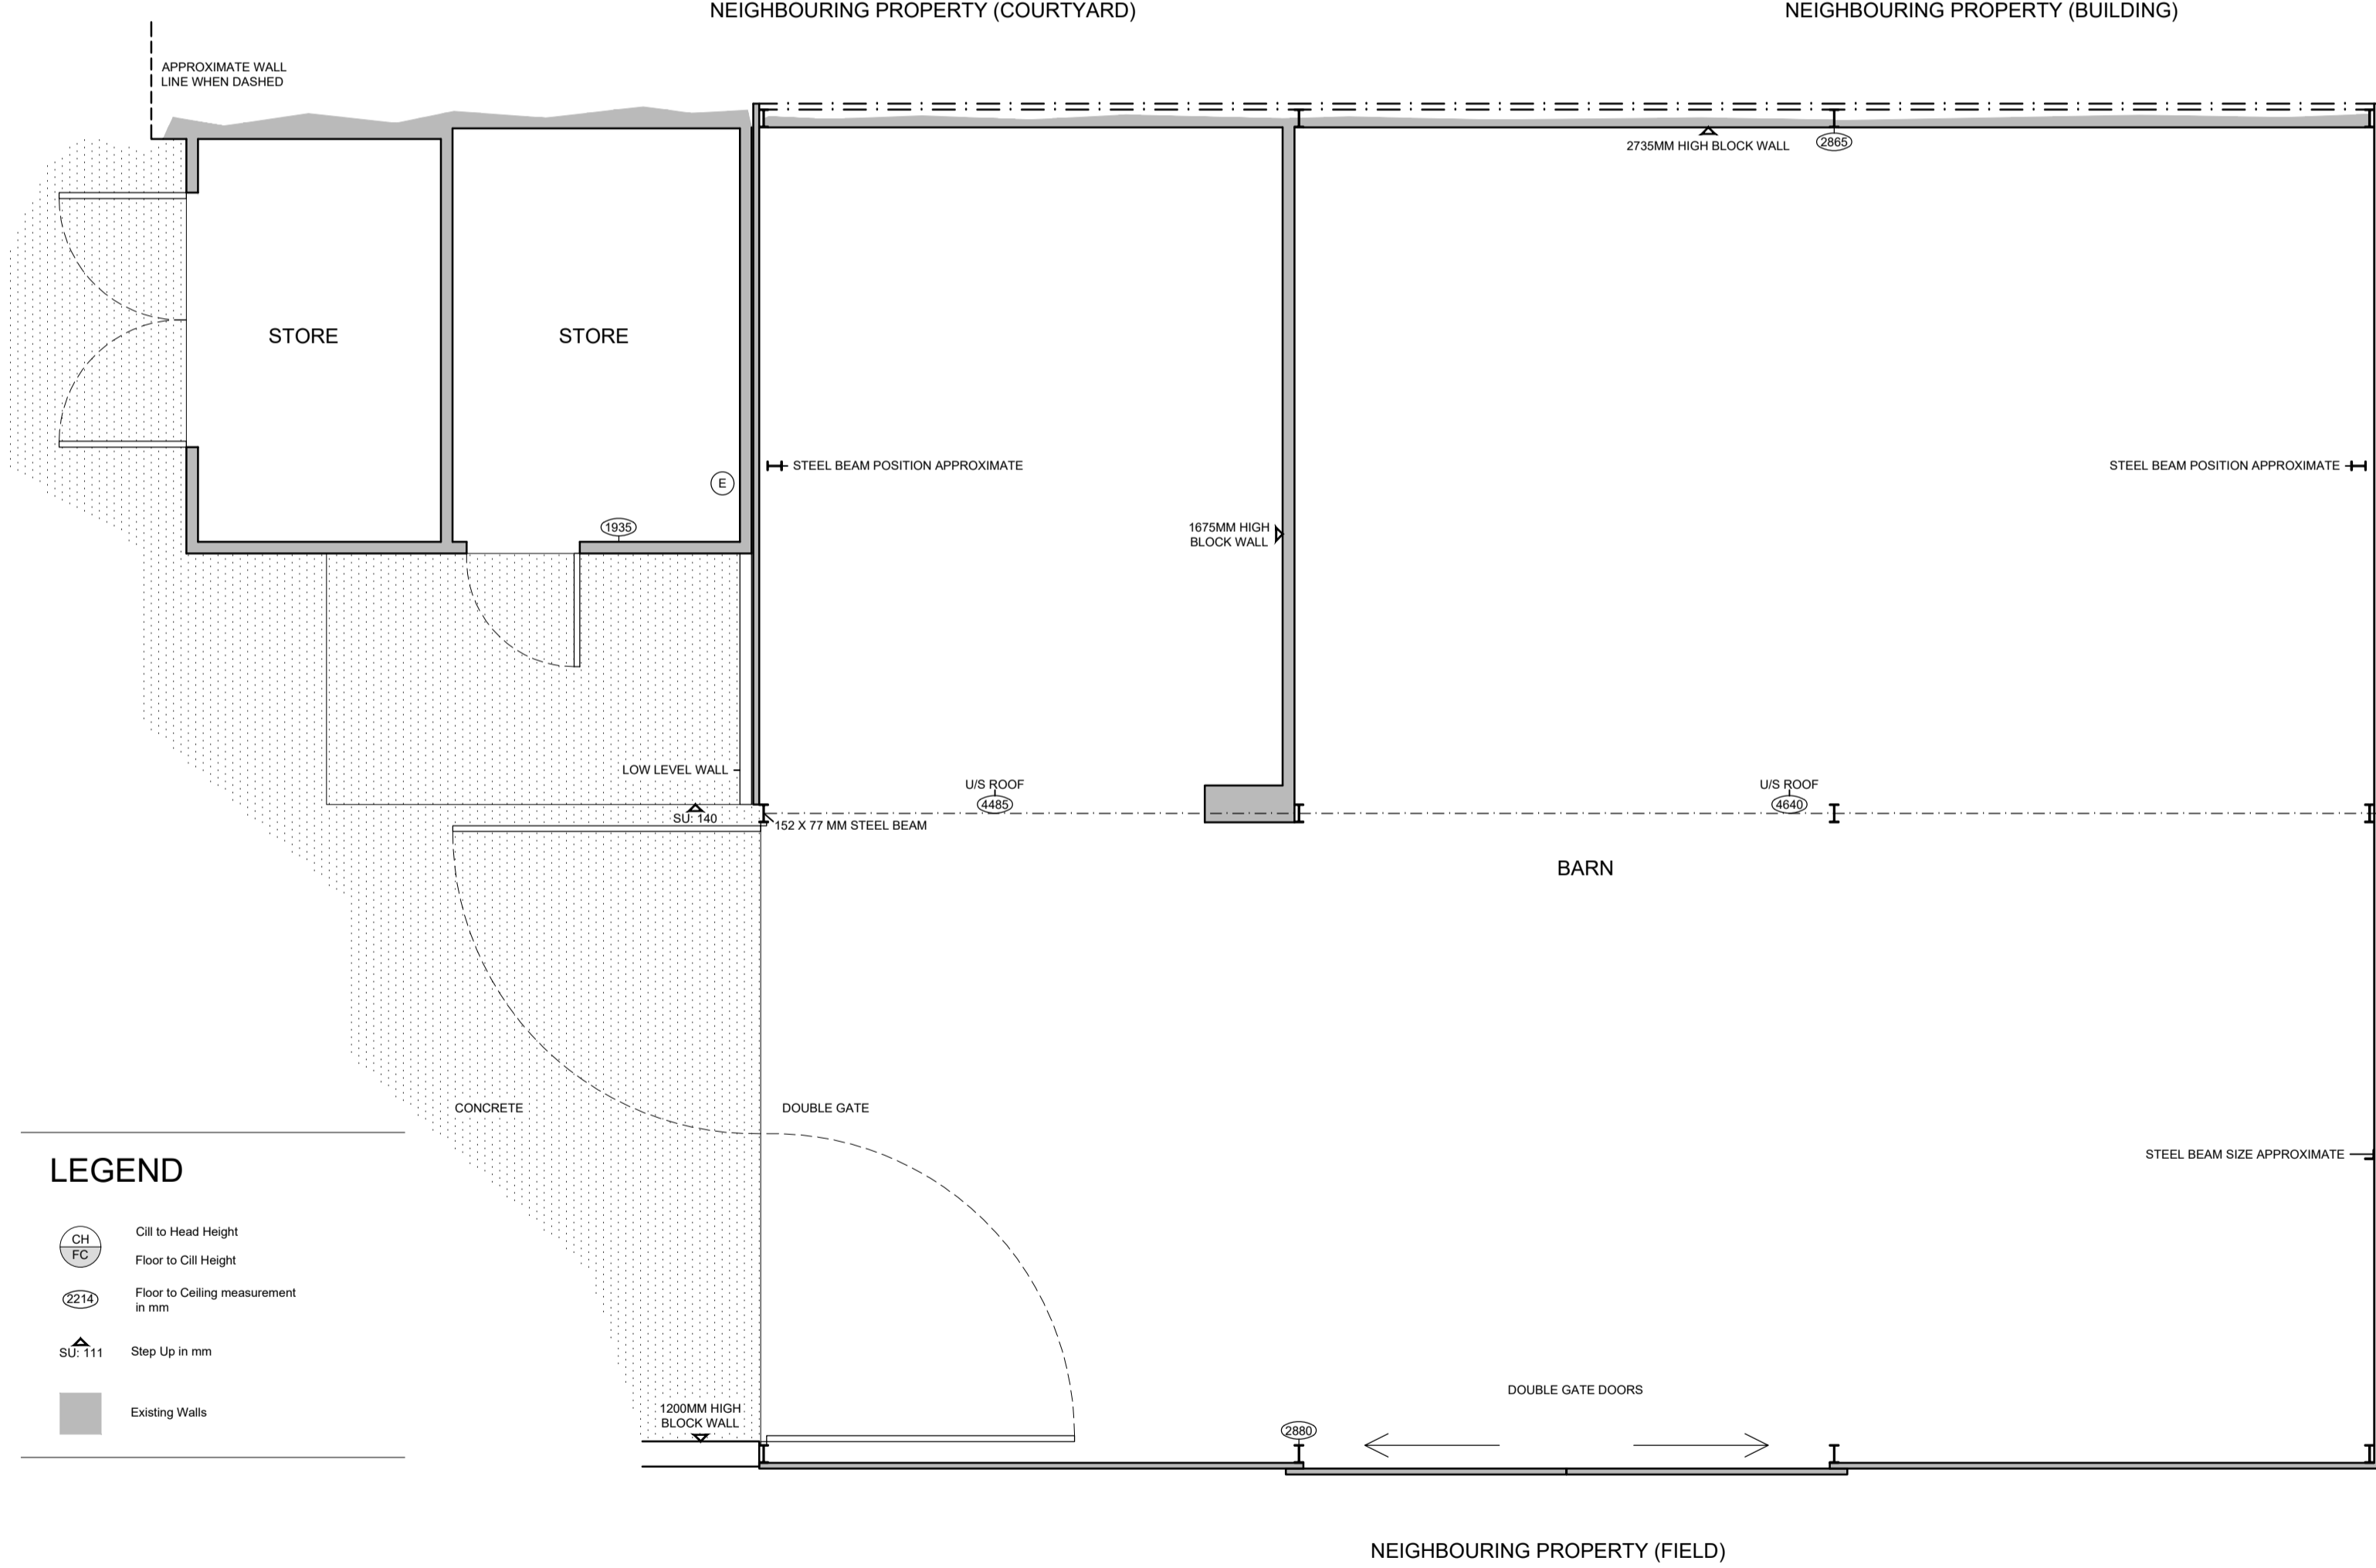 NEIGHBOURING PROPERTY (COURTYARD)
NEIGHBOURING PROPERTY (BUILDING)
APPROXIMATE WALL
LINE WHEN DASHED
2735MM HIGH BLOCK WALL
2865
STORE
STORE
STEEL BEAM POSITION APPROXIMATE
STEEL BEAM POSITION APPROXIMATE
E
1935
1675MM HIGH
BLOCK WALL
LOW LEVEL WALL
U/S ROOF
4485
U/S ROOF
4640
SU: 140
152 X 77 MM STEEL BEAM
BARN
CONCRETE
DOUBLE GATE
STEEL BEAM SIZE APPROXIMATE
LEGEND
CH
FC
Cill to Head Height
Floor to Cill Height
2214
Floor to Ceiling measurement
in mm
SU: 111
Step Up in mm
Existing Walls
1200MM HIGH
BLOCK WALL
2880
DOUBLE GATE DOORS
NEIGHBOURING PROPERTY (FIELD)